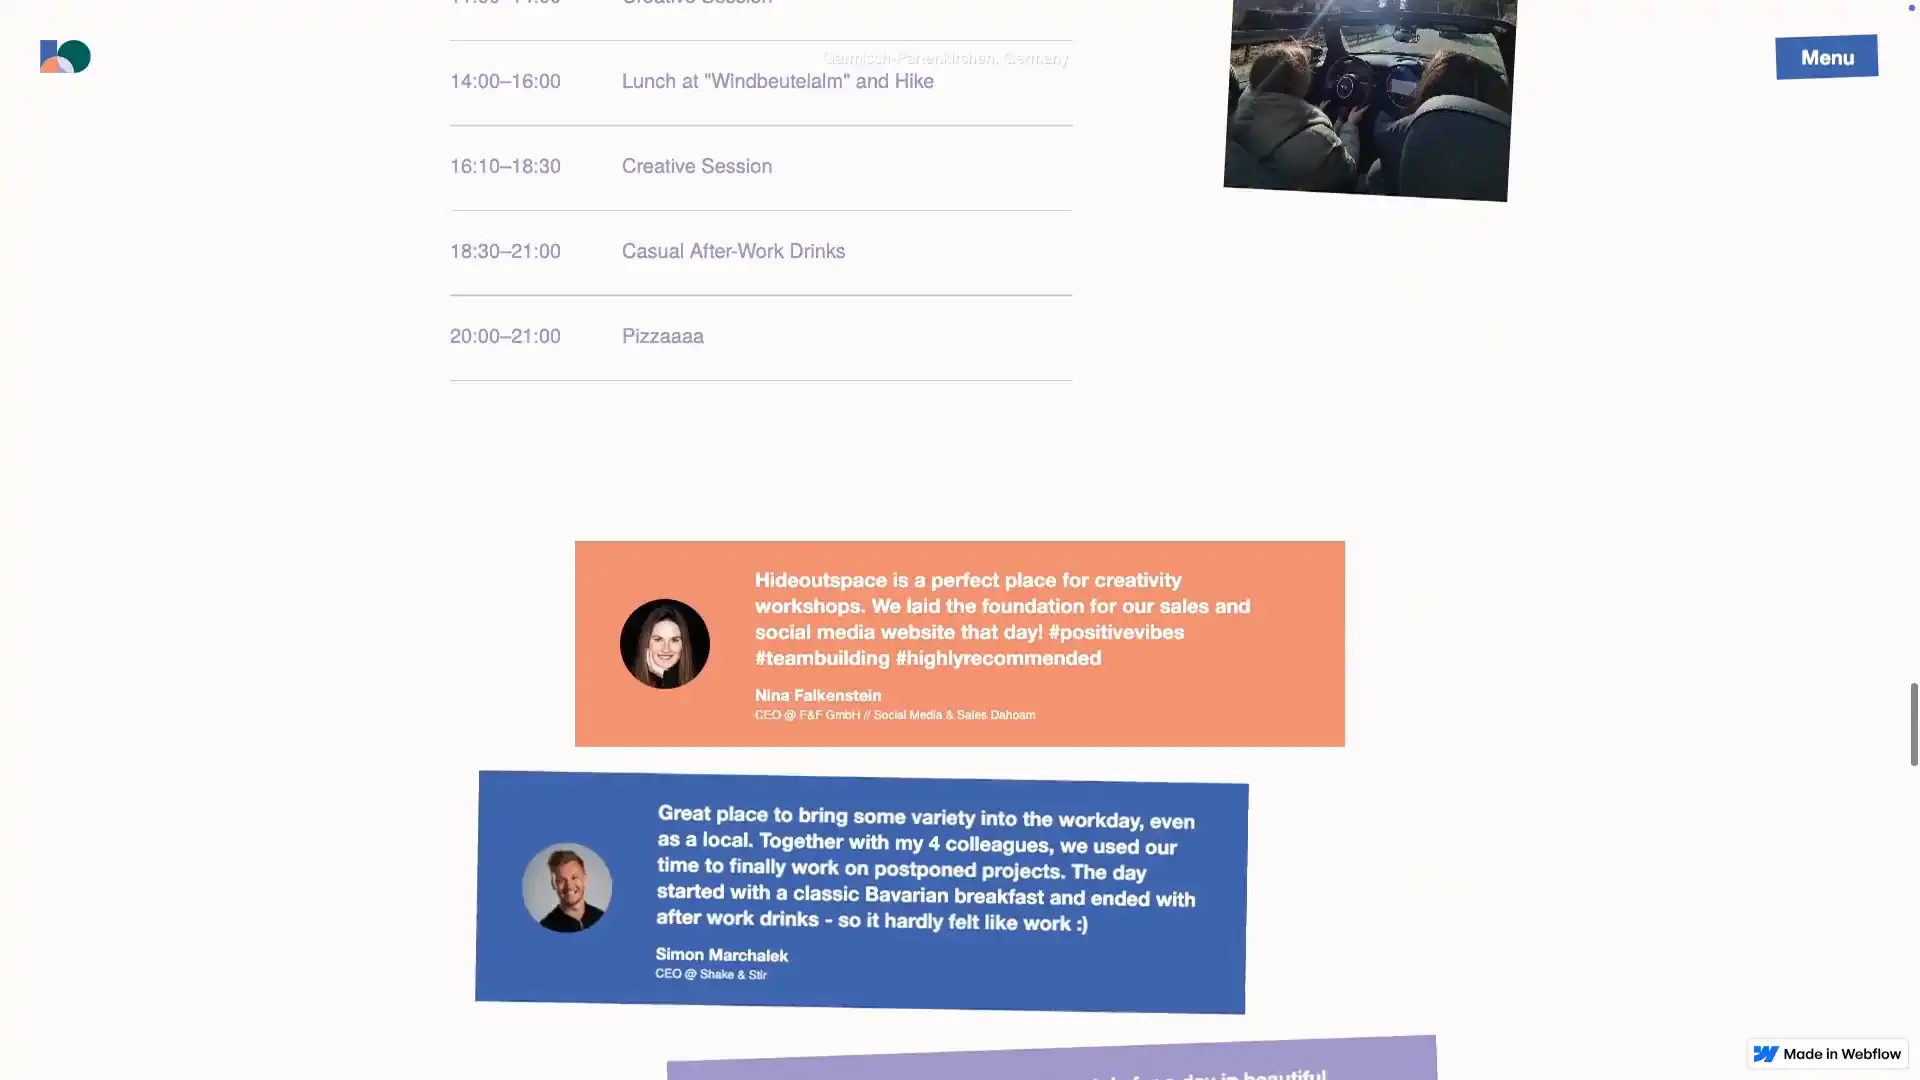 Creative Session
Garmisch-Partenkirchen, Germany
Menu
14:00–16:00 Lunch at "Windbeutelalm" and Hike
16:10–18:30 Creative Session
18:30–21:00 Casual After-Work Drinks
20:00–21:00 Pizzaaaa
Hideoutspace is a perfect place for creativity
workshops. We laid the foundation for our sales and
social media website that day! #positivevibes
#teambuilding #highlyrecommended
Nina Falkenstein
CEO @ F&F GmbH // Social Media & Sales Dahoam
Great place to bring some variety into the workday, even
as a local. Together with my 4 colleagues, we used our
time to finally work on postponed projects. The day
started with a classic Bavarian breakfast and ended with
after work drinks - so it hardly felt like work :)
Simon Marchalek
CEO @ Shake & Stir
for a day in beautiful
Made in Webflow